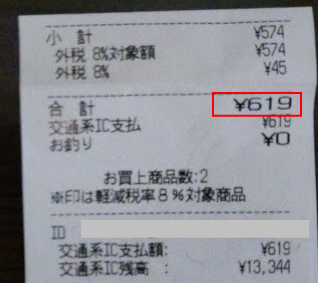 小 計 ¥574
外税 8%対象額 ¥574
外税 8% ¥45
合 計 ¥619
交通系IC支払 ¥619
お釣り ¥0
お買上商品数:2
※印は軽減税率8%対象商品
ID
交通系IC支払額: ¥619
交通系IC残高 : ¥13,344